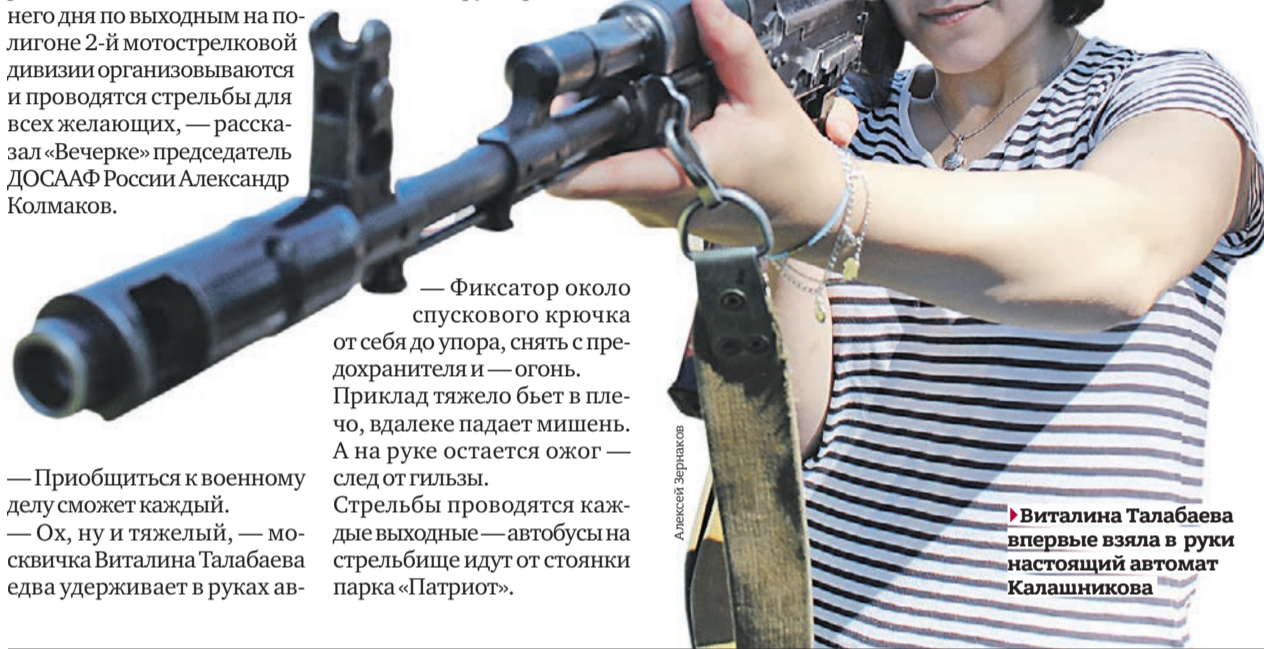 него дня по выходным на по-
лигоне 2-й мотострелковой
дивизии организовываются
и проводятся стрельбы для
всех желающих, — расска-
зал «Вечерке» председатель
ДОСААФ России Александр
Колмаков.
— Приобщиться к военному
делу сможет каждый.
— Ох, ну и тяжелый, — мо-
сквичка Виталина Талабаева
едва удерживает в руках ав-
— Фиксатор около
спускового крючка
от себя до упора, снять с пре-
дохранителя и — огонь.
Приклад тяжело бьет в пле-
чо, вдалеке падает мишень.
А на руке остается ожог —
след от гильзы.
Стрельбы проводятся каж-
дые выходные — автобусы на
стрельбище идут от стоянки
парка «Патриот».
Алексей Зернаков
Виталина Талабаева
впервые взяла в руки
настоящий автомат
Калашникова